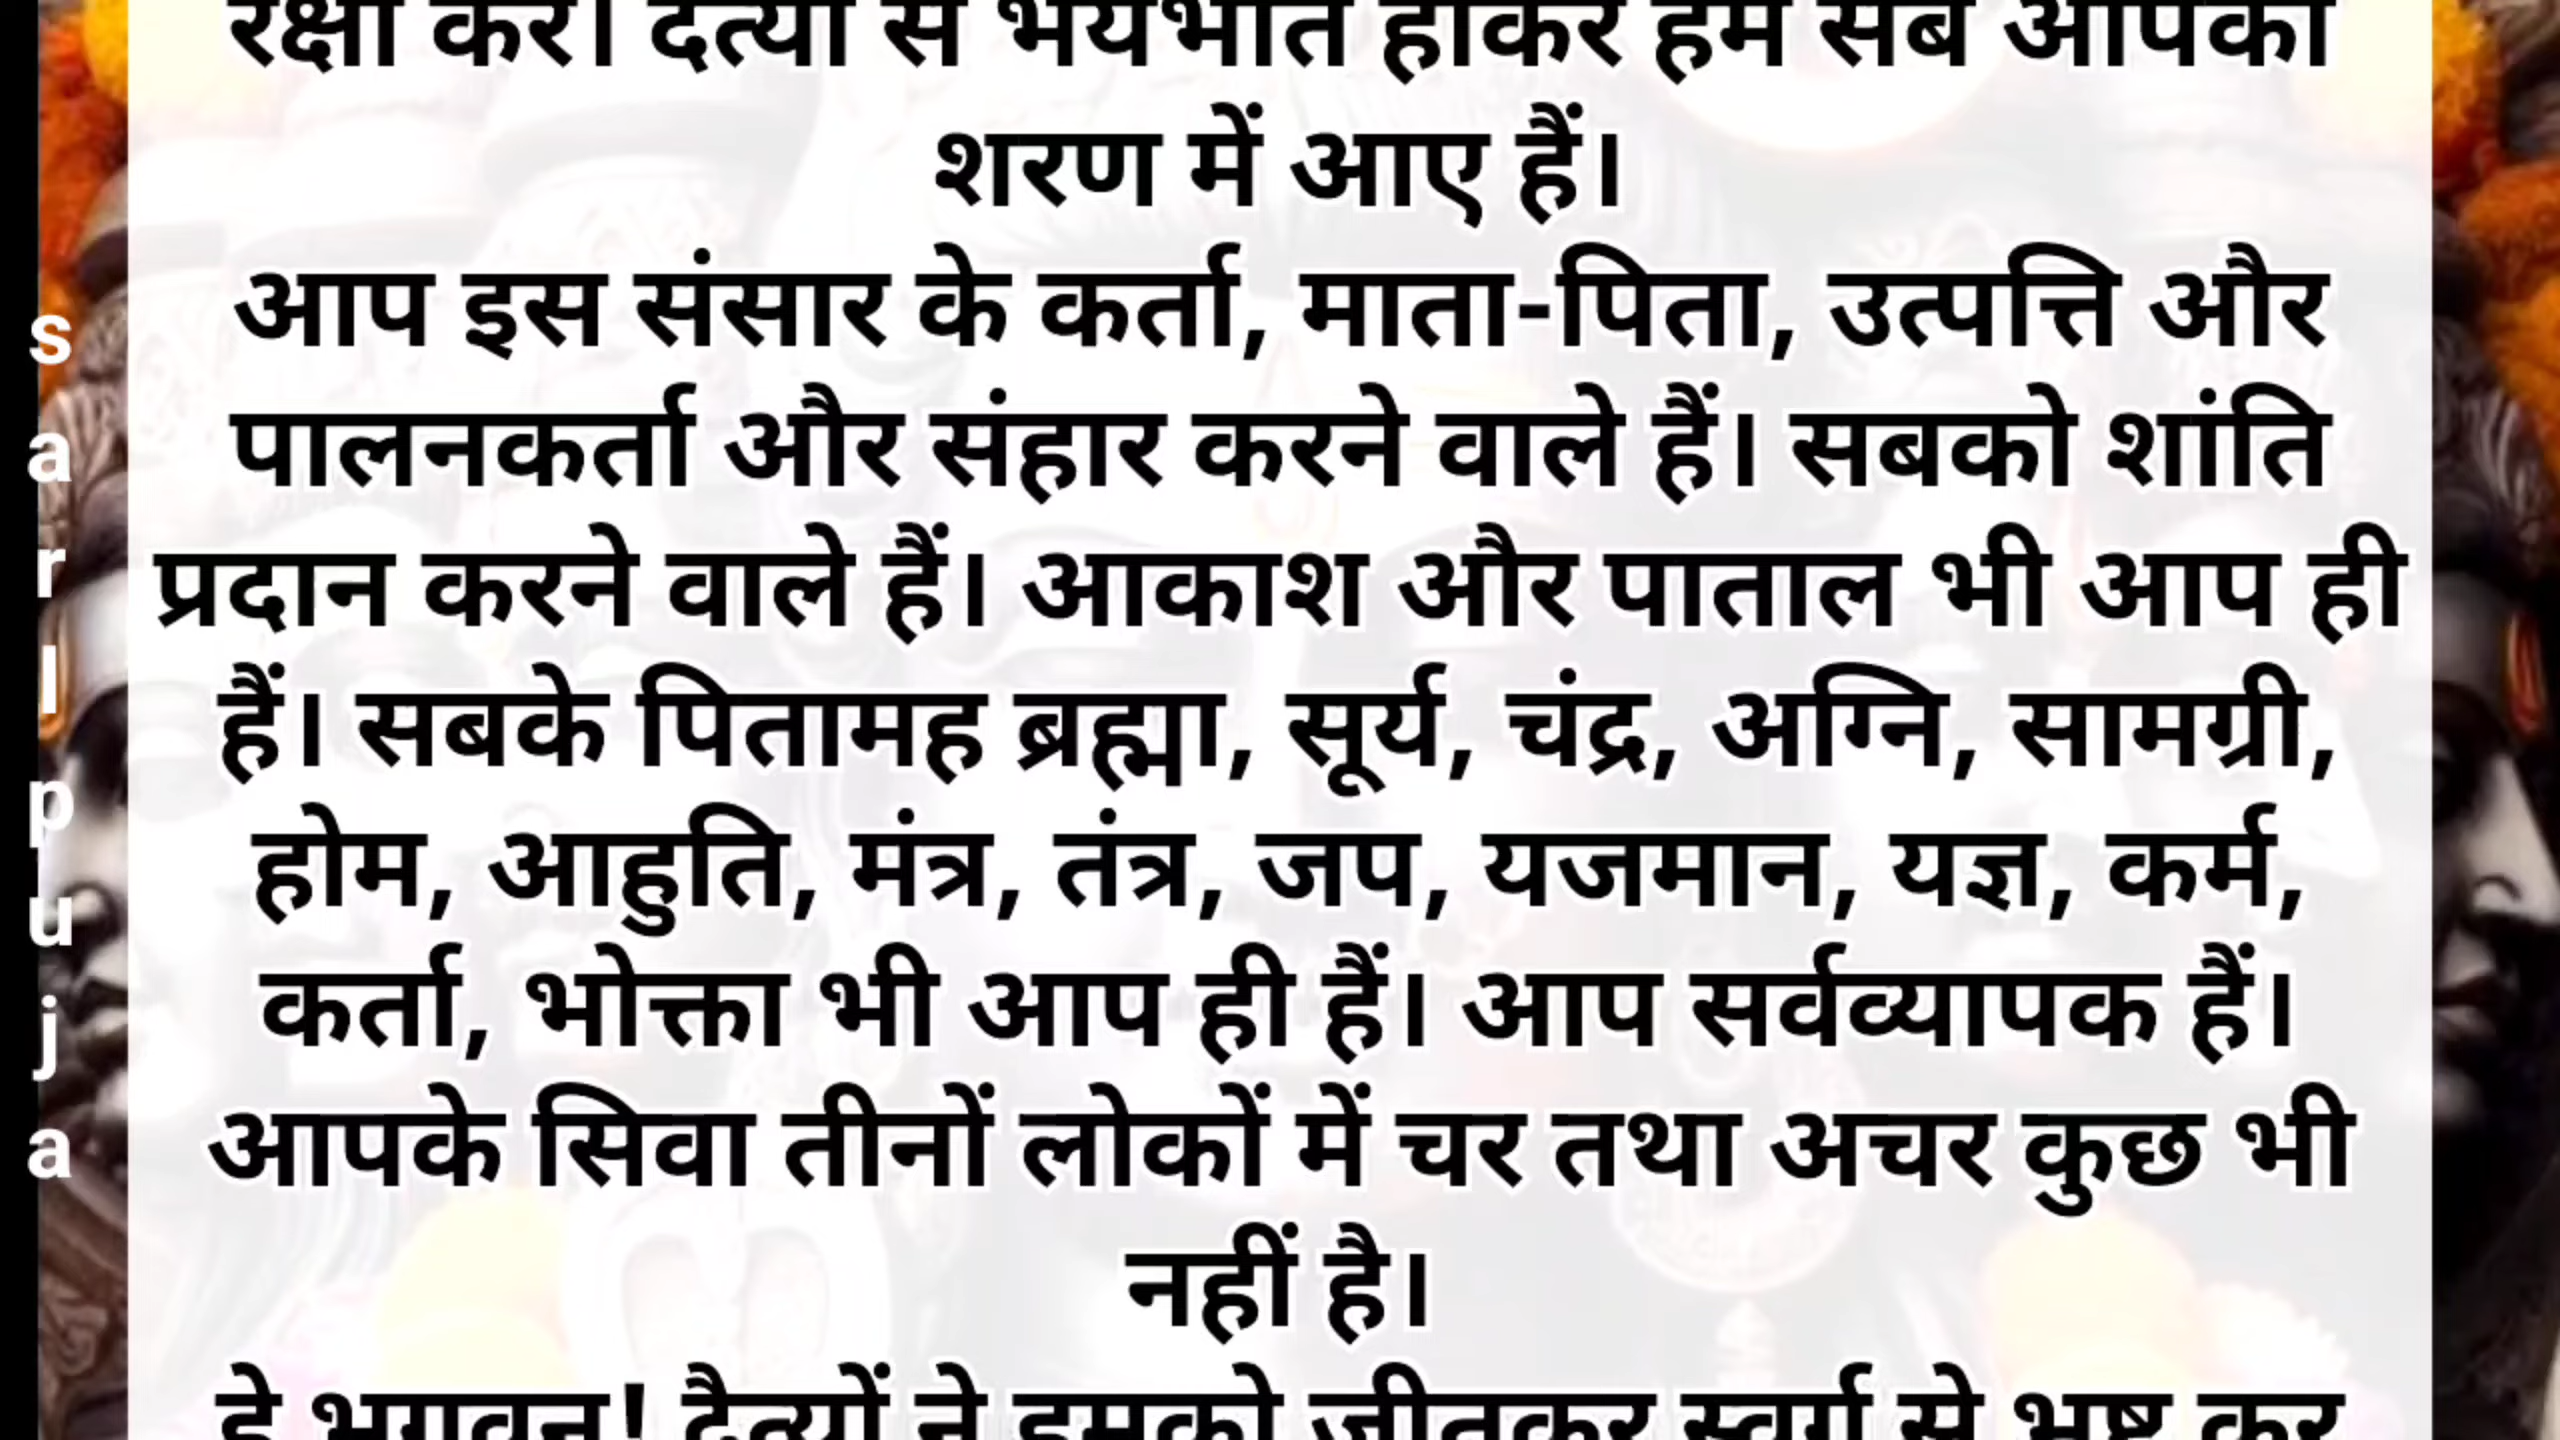 रक्षा करें। दैत्यों से भयभीत होकर हम सब आपकी
शरण में आए हैं।
आप इस संसार के कर्ता, माता-पिता, उत्पत्ति और
पालनकर्ता और संहार करने वाले हैं। सबको शांति
प्रदान करने वाले हैं। आकाश और पाताल भी आप ही
हैं। सबके पितामह ब्रह्मा, सूर्य, चंद्र, अग्नि, सामग्री,
होम, आहुति, मंत्र, तंत्र, जप, यजमान, यज्ञ, कर्म,
कर्ता, भोक्ता भी आप ही हैं। आप सर्वव्यापक हैं।
आपके सिवा तीनों लोकों में चर तथा अचर कुछ भी
नहीं है।
हे भगवन्! दैत्यों ने हमको जीतकर स्वर्ग से भ्रष्ट कर
sarl puja